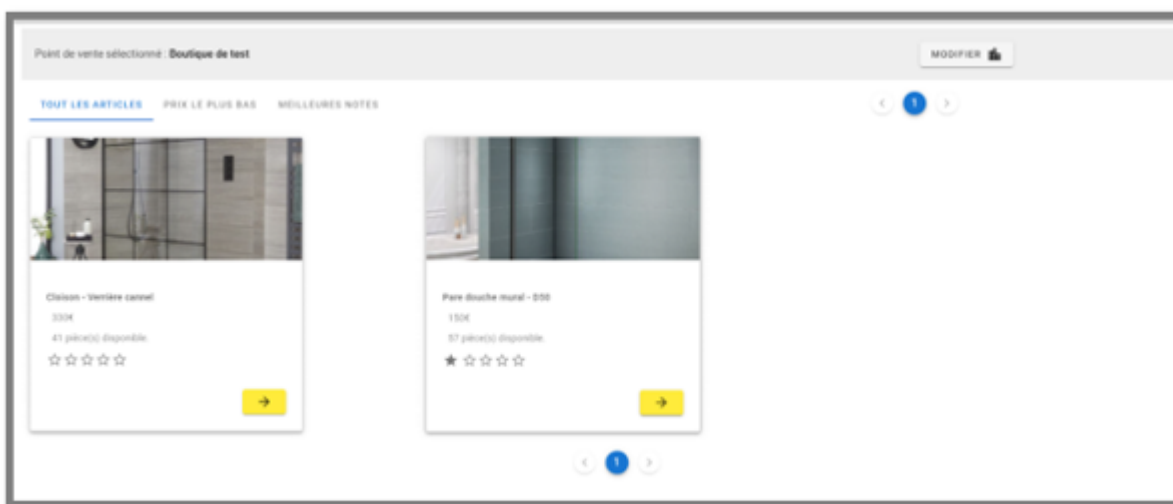 Point de vente sélectionné : Boutique de test
MODIFIER
TOUT LES ARTICLES PRIX LE PLUS BAS MEILLEURES NOTES
1
Cloison - Verrière cannel
330€
41 pièce(s) disponible.
Pare douche mural - D50
150€
57 pièce(s) disponible.
1